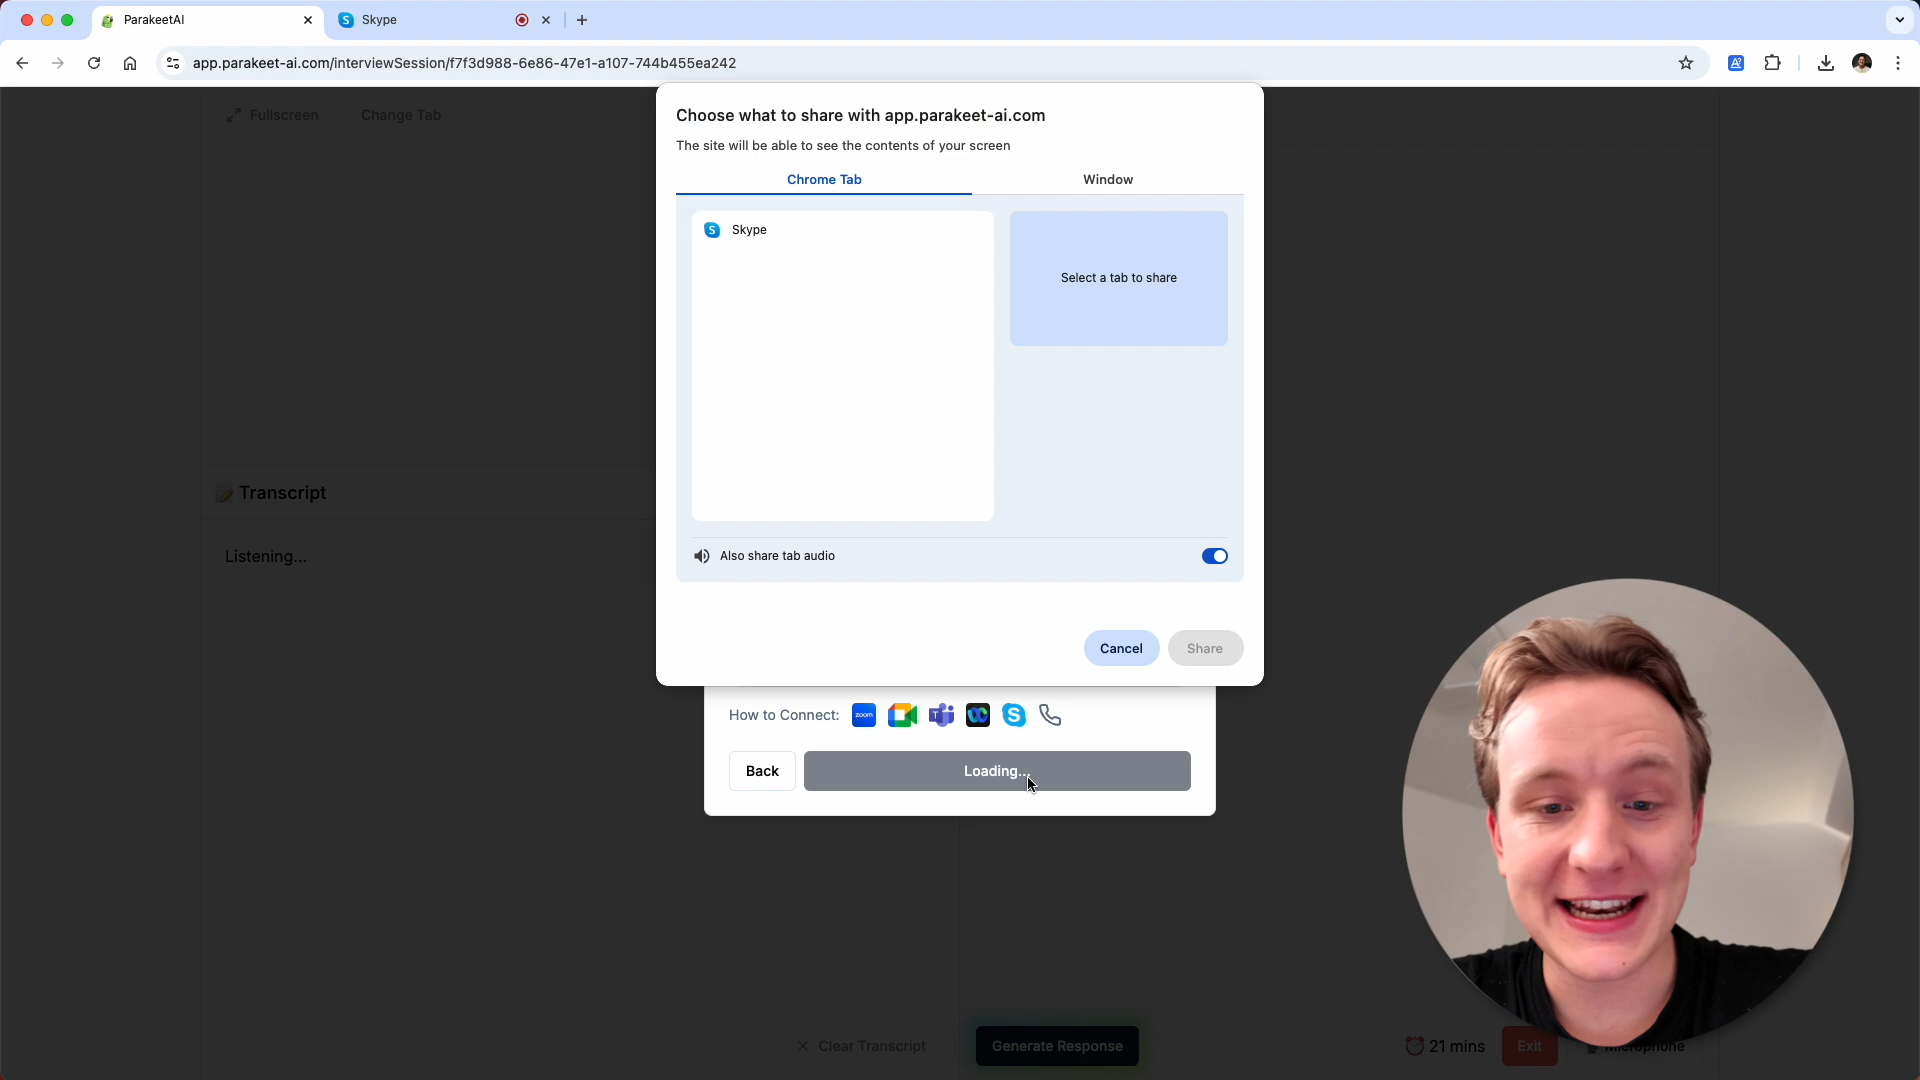 ParakeetAI
Skype
app.parakeet-ai.com/interviewSession/f7f3d988-6e86-47e1-a107-744b455ea242
Fullscreen
Change Tab
Choose what to share with app.parakeet-ai.com
The site will be able to see the contents of your screen
Chrome Tab
Window
Skype
Select a tab to share
Also share tab audio
Cancel
Share
Transcript
Listening...
How to Connect:
zoom
Back
Loading...
Clear Transcript
Generate Response
21 mins
Exit
Microphone